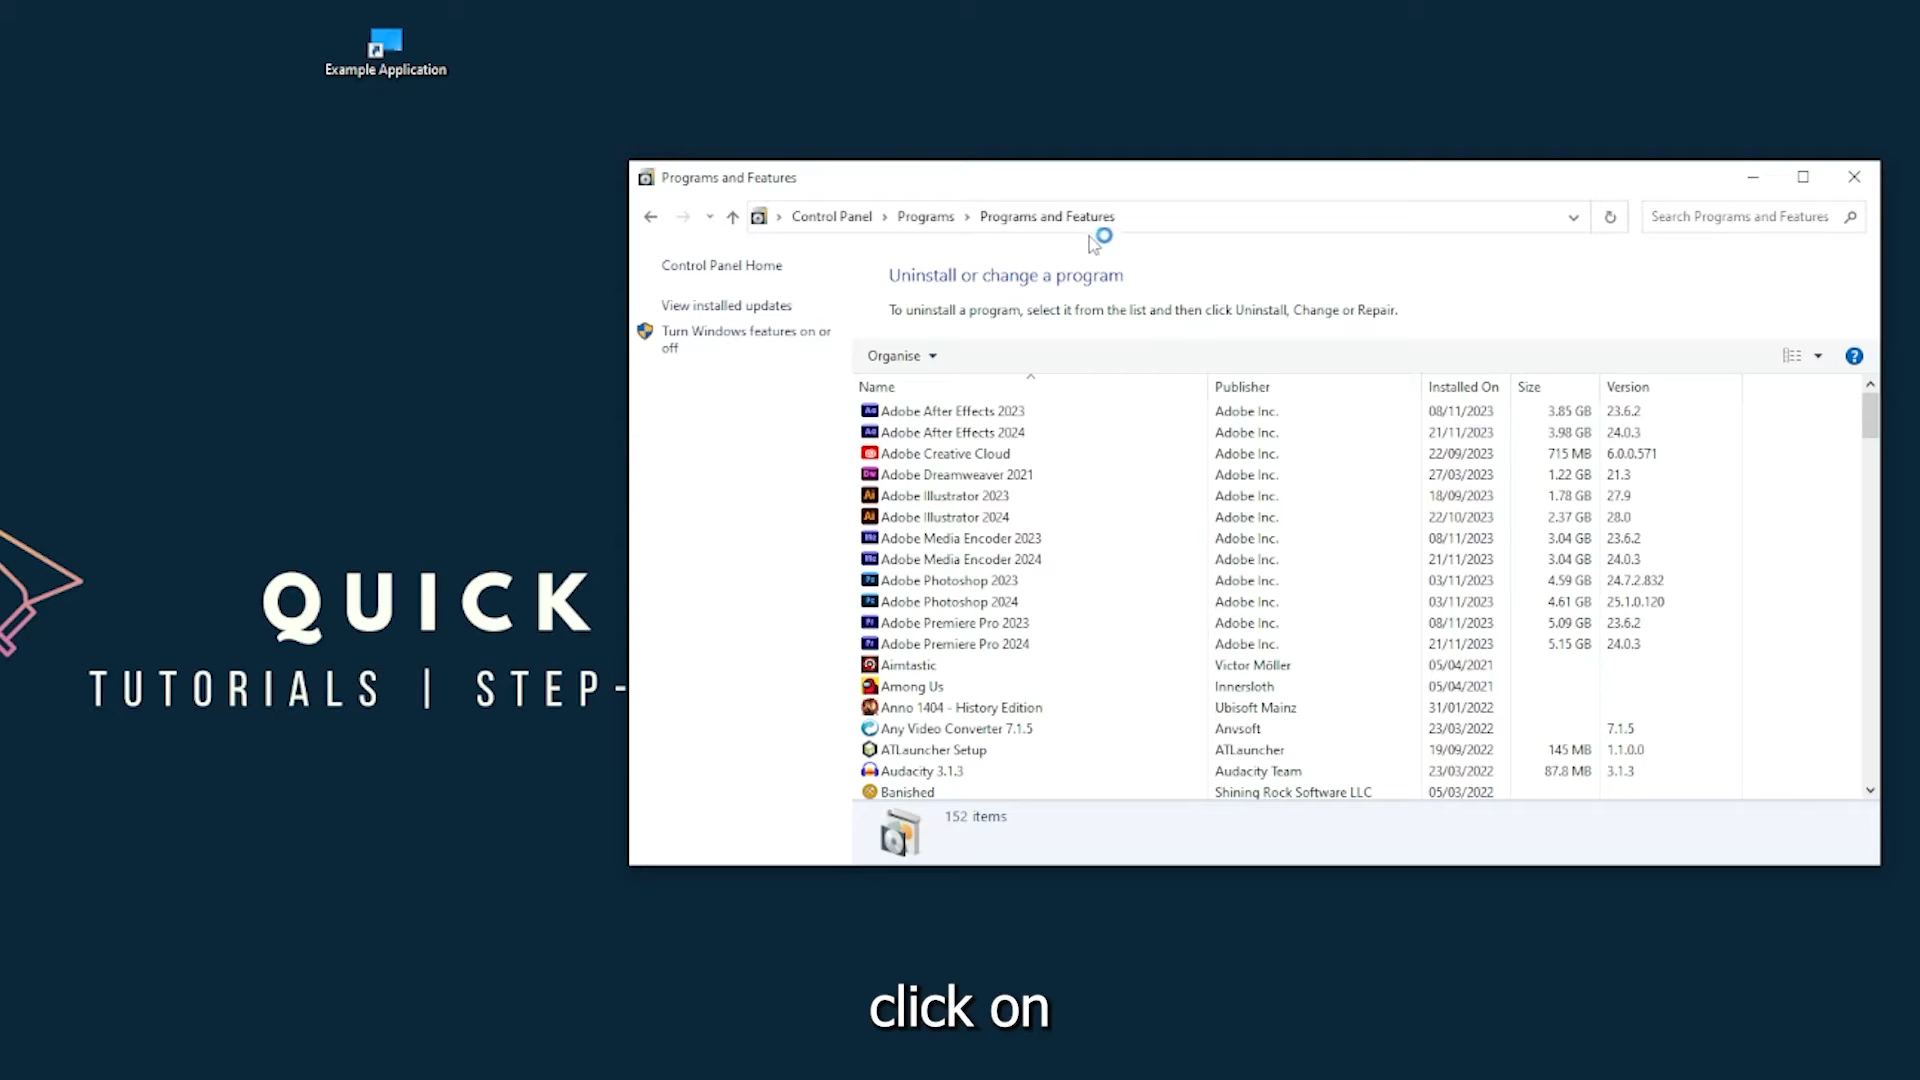 Example Application
Programs and Features
Control Panel > Programs > Programs and Features
Search Programs and Features
Control Panel Home
View installed updates
Turn Windows features on or
off
Uninstall or change a program
To uninstall a program, select it from the list and then click Uninstall, Change or Repair.
Organise
Name Publisher Installed On Size Version
Adobe After Effects 2023 Adobe Inc. 08/11/2023 3.85 GB 23.6.2
Adobe After Effects 2024 Adobe Inc. 21/11/2023 3.98 GB 24.0.3
Adobe Creative Cloud Adobe Inc. 22/09/2023 715 MB 6.0.0.571
Adobe Dreamweaver 2021 Adobe Inc. 27/03/2023 1.22 GB 21.3
Adobe Illustrator 2023 Adobe Inc. 18/09/2023 1.78 GB 27.9
Adobe Illustrator 2024 Adobe Inc. 22/10/2023 2.37 GB 28.0
Adobe Media Encoder 2023 Adobe Inc. 08/11/2023 3.04 GB 23.6.2
Adobe Media Encoder 2024 Adobe Inc. 21/11/2023 3.04 GB 24.0.3
Adobe Photoshop 2023 Adobe Inc. 03/11/2023 4.59 GB 24.7.2.832
Adobe Photoshop 2024 Adobe Inc. 03/11/2023 4.61 GB 25.1.0.120
Adobe Premiere Pro 2023 Adobe Inc. 08/11/2023 5.09 GB 23.6.2
Adobe Premiere Pro 2024 Adobe Inc. 21/11/2023 5.15 GB 24.0.3
Aimtastic Victor Möller 05/04/2021
Among Us Innersloth 05/04/2021
Anno 1404 - History Edition Ubisoft Mainz 31/01/2022
Any Video Converter 7.1.5 Anvsoft 23/03/2022 7.1.5
ATLauncher Setup ATLauncher 19/09/2022 145 MB 1.1.0.0
Audacity 3.1.3 Audacity Team 23/03/2022 87.8 MB 3.1.3
Banished Shining Rock Software LLC 05/03/2022
152 items
QUICK
TUTORIALS | STEP-
click on